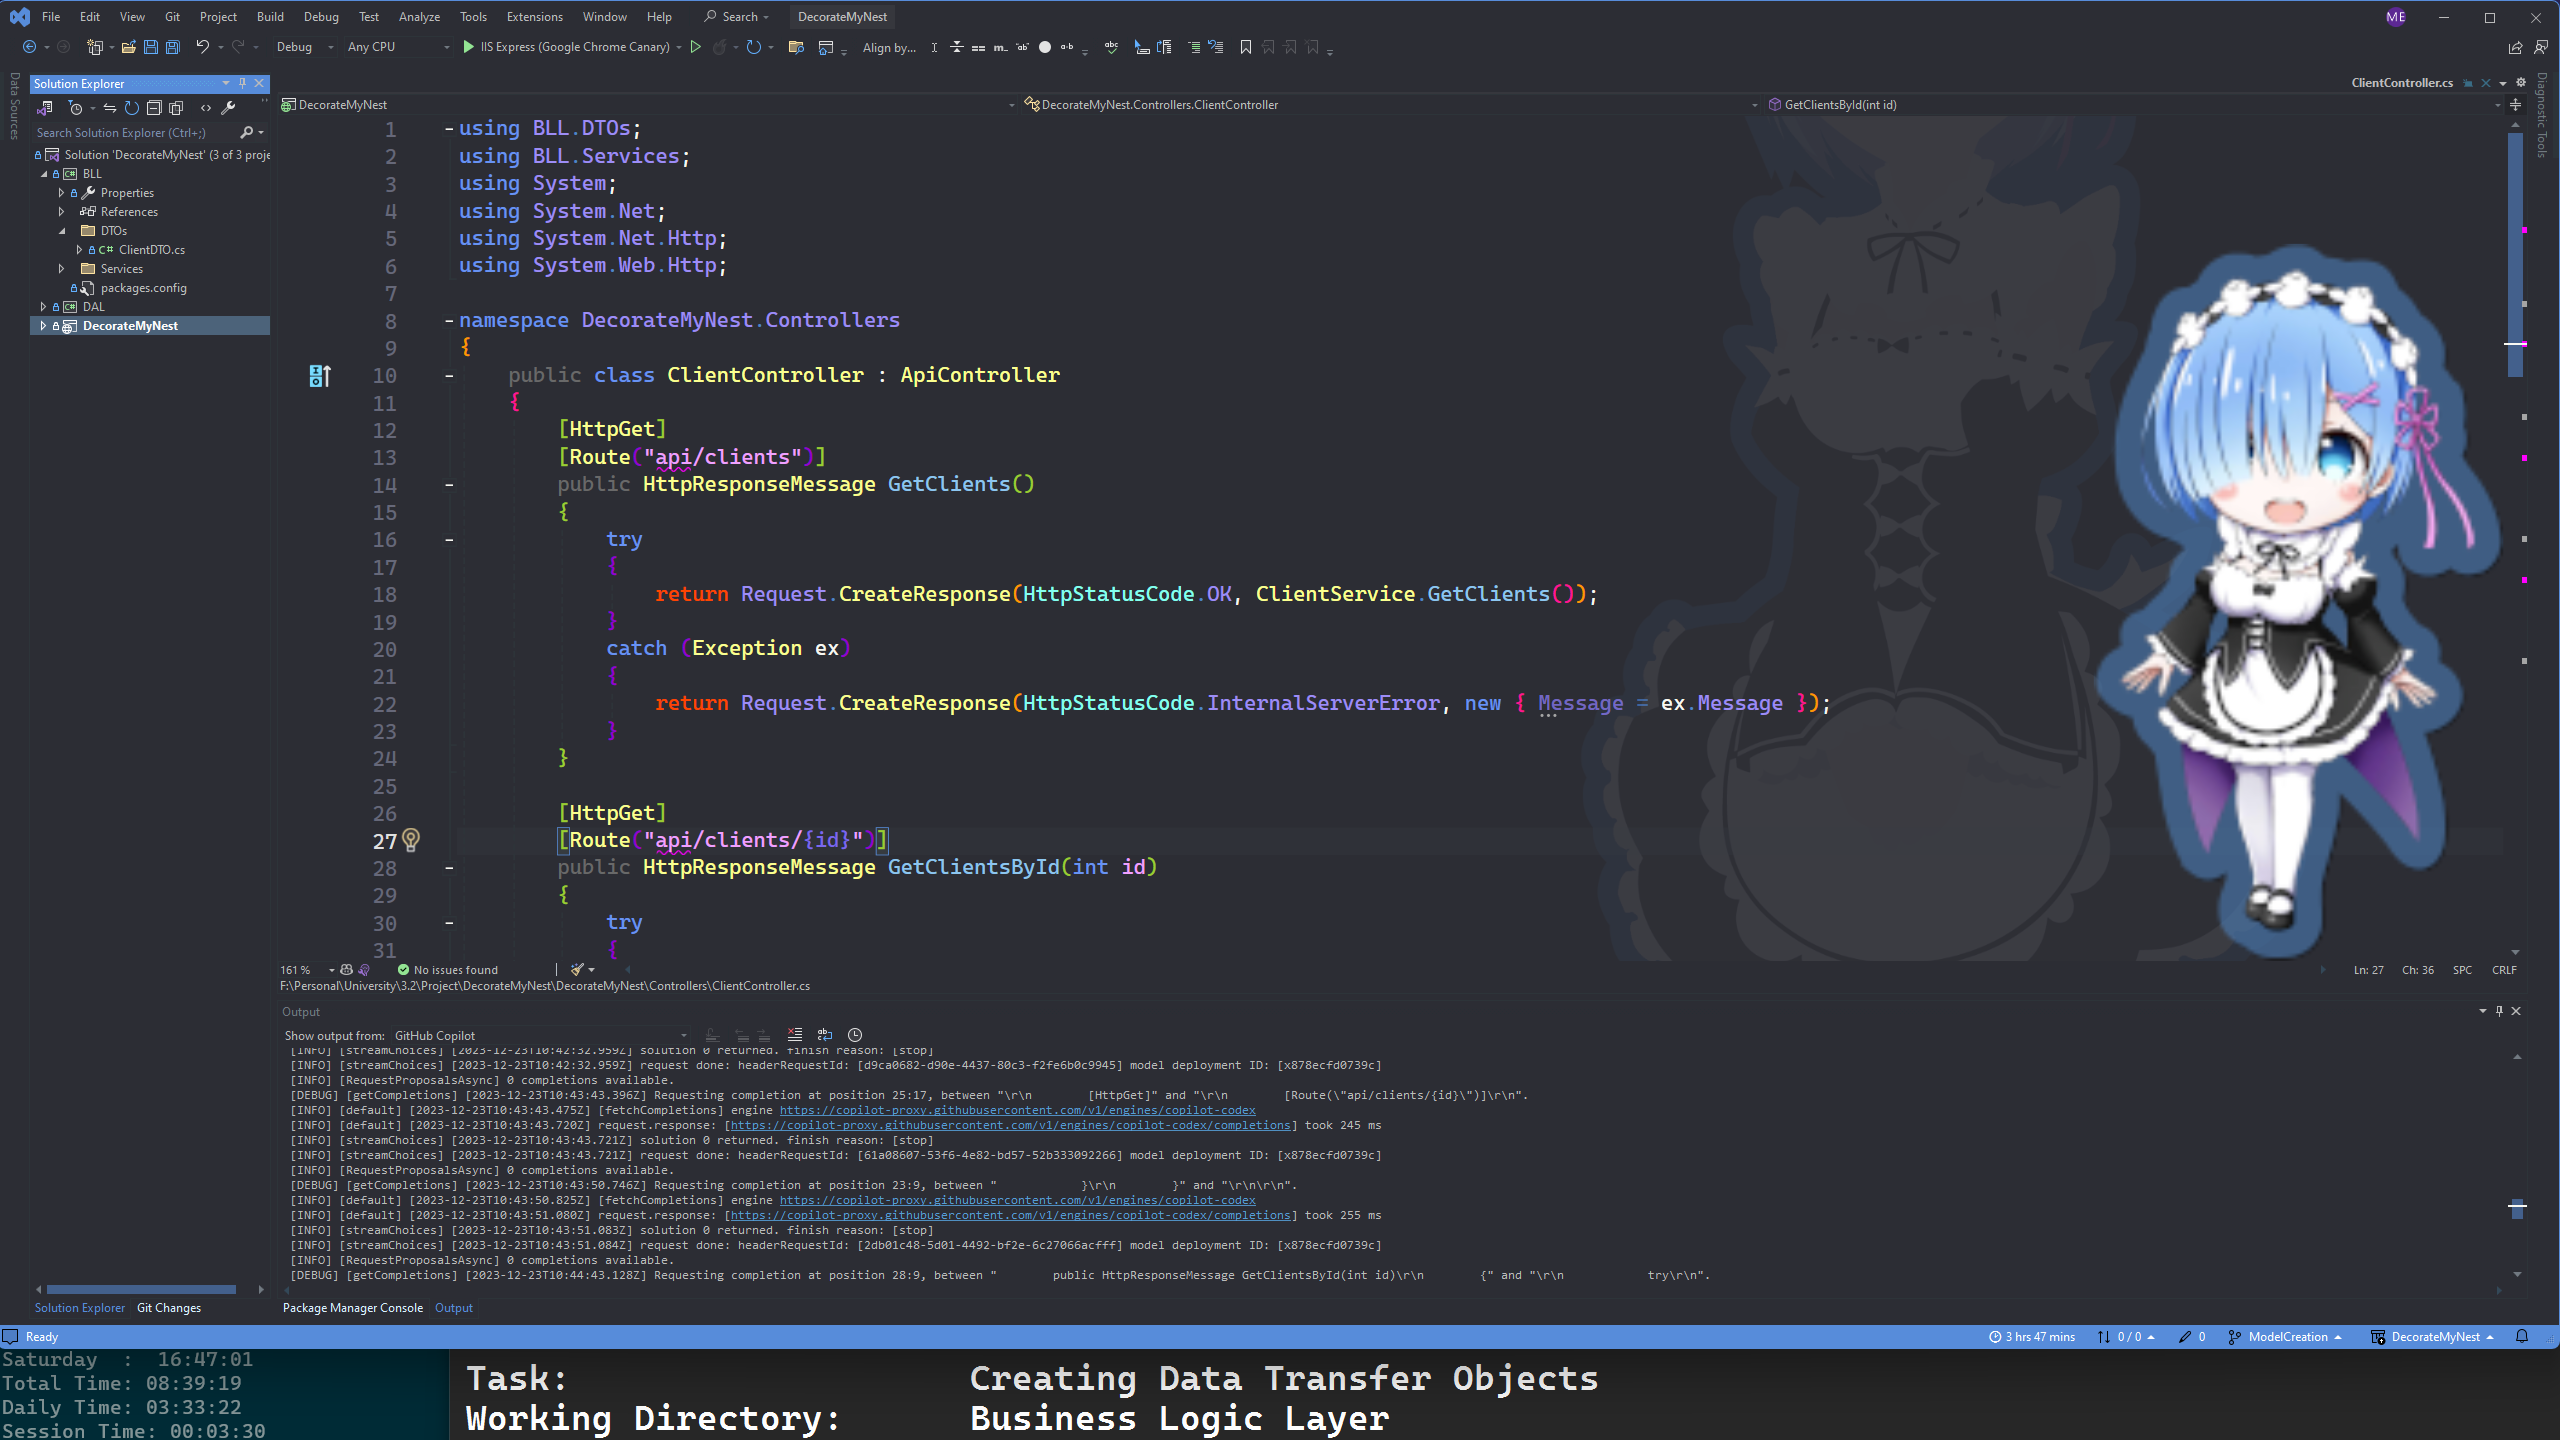 File Edit View Git Project Build Debug Test Analyze Tools Extensions Window Help Search DecorateMyNest ME
Debug Any CPU IIS Express (Google Chrome Canary) Align by...
Data Sources
Solution Explorer
Search Solution Explorer (Ctrl+;)
Solution 'DecorateMyNest' (3 of 3 proje
BLL
Properties
References
DTOs
C# ClientDTO.cs
Services
packages.config
DAL
DecorateMyNest
ClientController.cs
Diagnostic Tools
DecorateMyNest DecorateMyNest.Controllers.ClientController GetClientsById(int id)
1 using BLL.DTOs;
2 using BLL.Services;
3 using System;
4 using System.Net;
5 using System.Net.Http;
6 using System.Web.Http;
7
8 namespace DecorateMyNest.Controllers
9 {
10 public class ClientController : ApiController
11 {
12 [HttpGet]
13 [Route("api/clients")]
14 public HttpResponseMessage GetClients()
15 {
16 try
17 {
18 return Request.CreateResponse(HttpStatusCode.OK, ClientService.GetClients());
19 }
20 catch (Exception ex)
21 {
22 return Request.CreateResponse(HttpStatusCode.InternalServerError, new { Message = ex.Message });
23 }
24 }
25
26 [HttpGet]
27 [Route("api/clients/{id}")]
28 public HttpResponseMessage GetClientsById(int id)
29 {
30 try
31 {
161 % No issues found Ln: 27 Ch: 36 SPC CRLF
F:\Personal\University\3.2\Project\DecorateMyNest\DecorateMyNest\Controllers\ClientController.cs
Output
Show output from: GitHub Copilot
[INFO] [streamChoices] [2023-12-23T10:42:32.959Z] solution 0 returned. finish reason: [stop]
[INFO] [streamChoices] [2023-12-23T10:42:32.959Z] request done: headerRequestId: [d9ca0682-d90e-4437-80c3-f2fe6b0c9945] model deployment ID: [x878ecfd0739c]
[INFO] [RequestProposalsAsync] 0 completions available.
[DEBUG] [getCompletions] [2023-12-23T10:43:43.396Z] Requesting completion at position 25:17, between "\r\n        [HttpGet]" and "\r\n        [Route(\"api/clients/{id}\")]\r\n".
[INFO] [default] [2023-12-23T10:43:43.475Z] [fetchCompletions] engine https://copilot-proxy.githubusercontent.com/v1/engines/copilot-codex
[INFO] [default] [2023-12-23T10:43:43.720Z] request.response: [https://copilot-proxy.githubusercontent.com/v1/engines/copilot-codex/completions] took 245 ms
[INFO] [streamChoices] [2023-12-23T10:43:43.721Z] solution 0 returned. finish reason: [stop]
[INFO] [streamChoices] [2023-12-23T10:43:43.721Z] request done: headerRequestId: [61a08607-53f6-4e82-bd57-52b333092266] model deployment ID: [x878ecfd0739c]
[INFO] [RequestProposalsAsync] 0 completions available.
[DEBUG] [getCompletions] [2023-12-23T10:43:50.746Z] Requesting completion at position 23:9, between "            }\r\n        }" and "\r\n\r\n".
[INFO] [default] [2023-12-23T10:43:50.825Z] [fetchCompletions] engine https://copilot-proxy.githubusercontent.com/v1/engines/copilot-codex
[INFO] [default] [2023-12-23T10:43:51.080Z] request.response: [https://copilot-proxy.githubusercontent.com/v1/engines/copilot-codex/completions] took 255 ms
[INFO] [streamChoices] [2023-12-23T10:43:51.083Z] solution 0 returned. finish reason: [stop]
[INFO] [streamChoices] [2023-12-23T10:43:51.084Z] request done: headerRequestId: [2db01c48-5d01-4492-bf2e-6c27066acfff] model deployment ID: [x878ecfd0739c]
[INFO] [RequestProposalsAsync] 0 completions available.
[DEBUG] [getCompletions] [2023-12-23T10:44:43.128Z] Requesting completion at position 28:9, between "        public HttpResponseMessage GetClientsById(int id)\r\n        {" and "\r\n            try\r\n".
Solution Explorer Git Changes Package Manager Console Output
Ready 3 hrs 47 mins 0 / 0 0 ModelCreation DecorateMyNest
Saturday : 16:47:01
Total Time: 08:39:19
Daily Time: 03:33:22
Session Time: 00:03:30
Task: Creating Data Transfer Objects
Working Directory: Business Logic Layer